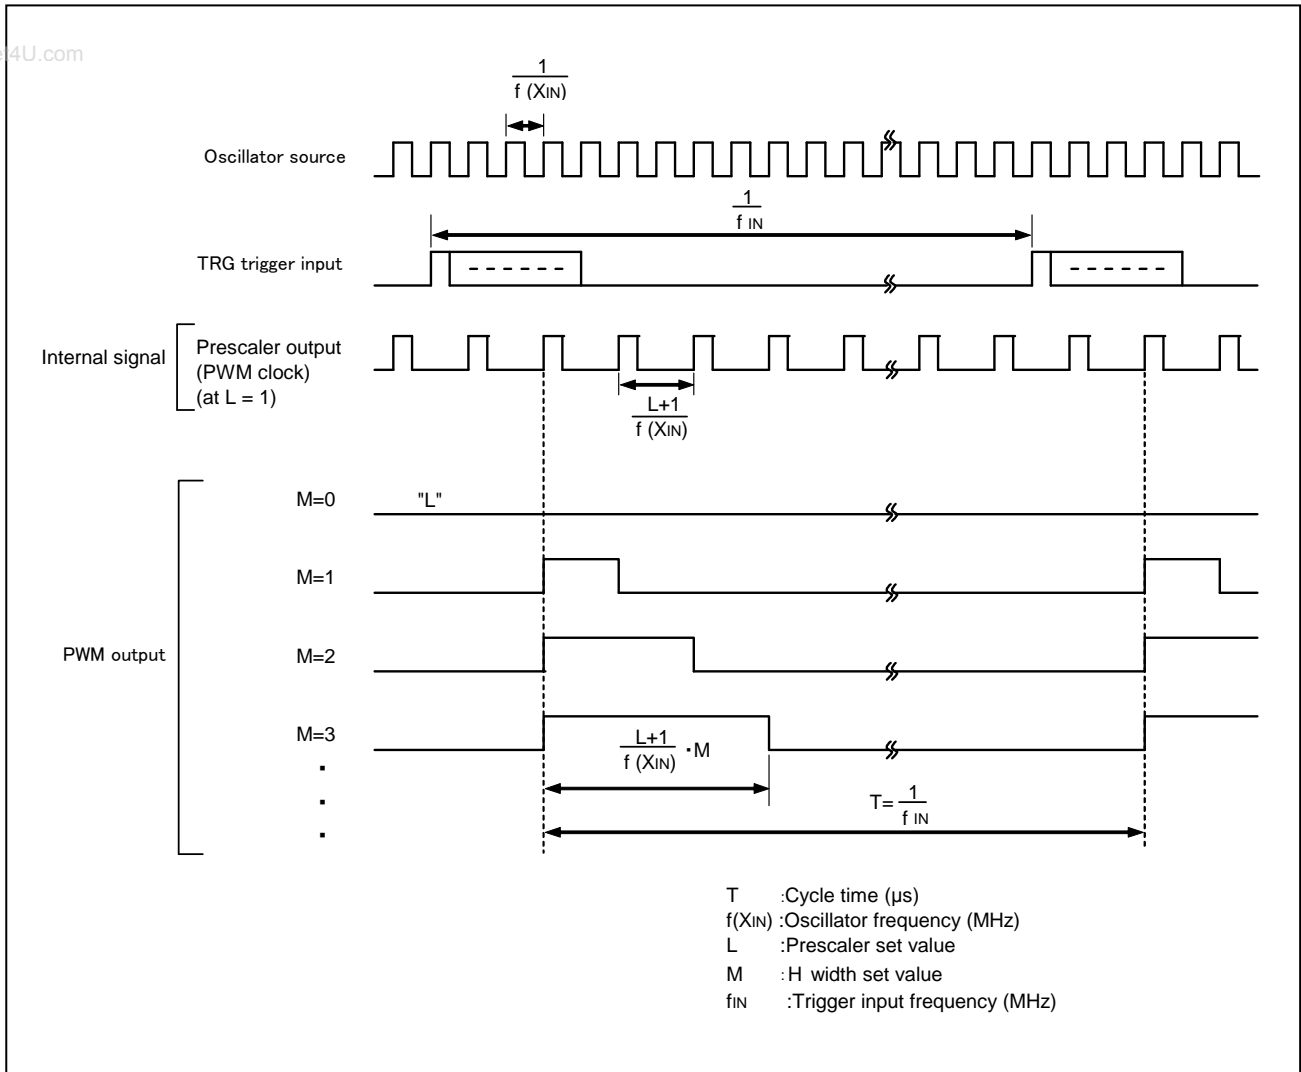 et4U.com
1
f (XIN)
Oscillator source
1
f IN
TRG trigger input
Internal signal
Prescaler output
(PWM clock)
(at L = 1)
L+1
f (XIN)
M=0
"L"
M=1
PWM output
M=2
M=3
L+1
f (XIN)
·M
T=
1
f IN
T :Cycle time (µs)
f(XIN) :Oscillator frequency (MHz)
L :Prescaler set value
M :H width set value
fIN :Trigger input frequency (MHz)